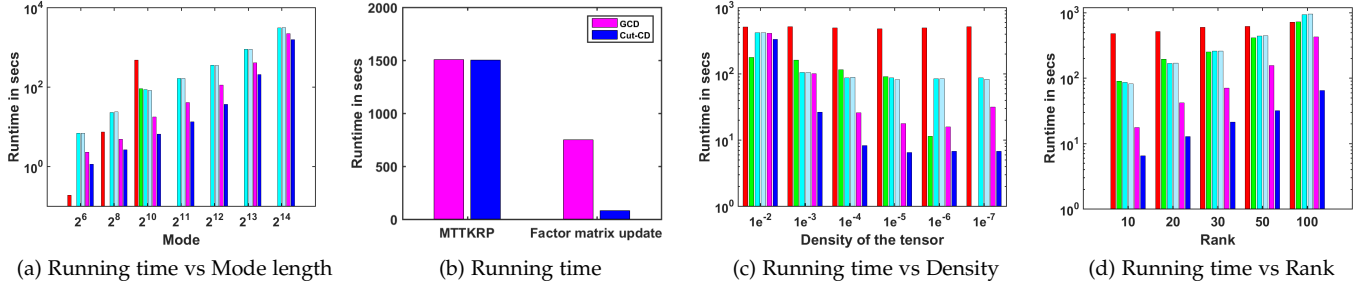 Runtime in secs
10^4
10^2
10^0
2^6
2^8
2^10
2^11
2^12
2^13
2^14
Mode
(a) Running time vs Mode length
Runtime in secs
2000
1500
1000
500
0
GCD
Cut-CD
MTTKRP
Factor matrix update
(b) Running time
Runtime in secs
10^3
10^2
10^1
10^0
1e^-2
1e^-3
1e^-4
1e^-5
1e^-6
1e^-7
Density of the tensor
(c) Running time vs Density
Runtime in secs
10^3
10^2
10^1
10^0
10
20
30
50
100
Rank
(d) Running time vs Rank